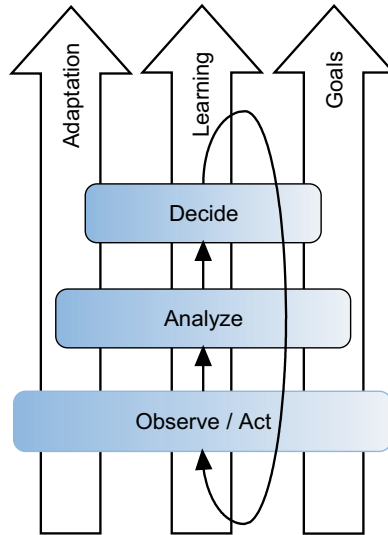 Adaptation
Learning
Goals
Decide
Analyze
Observe / Act